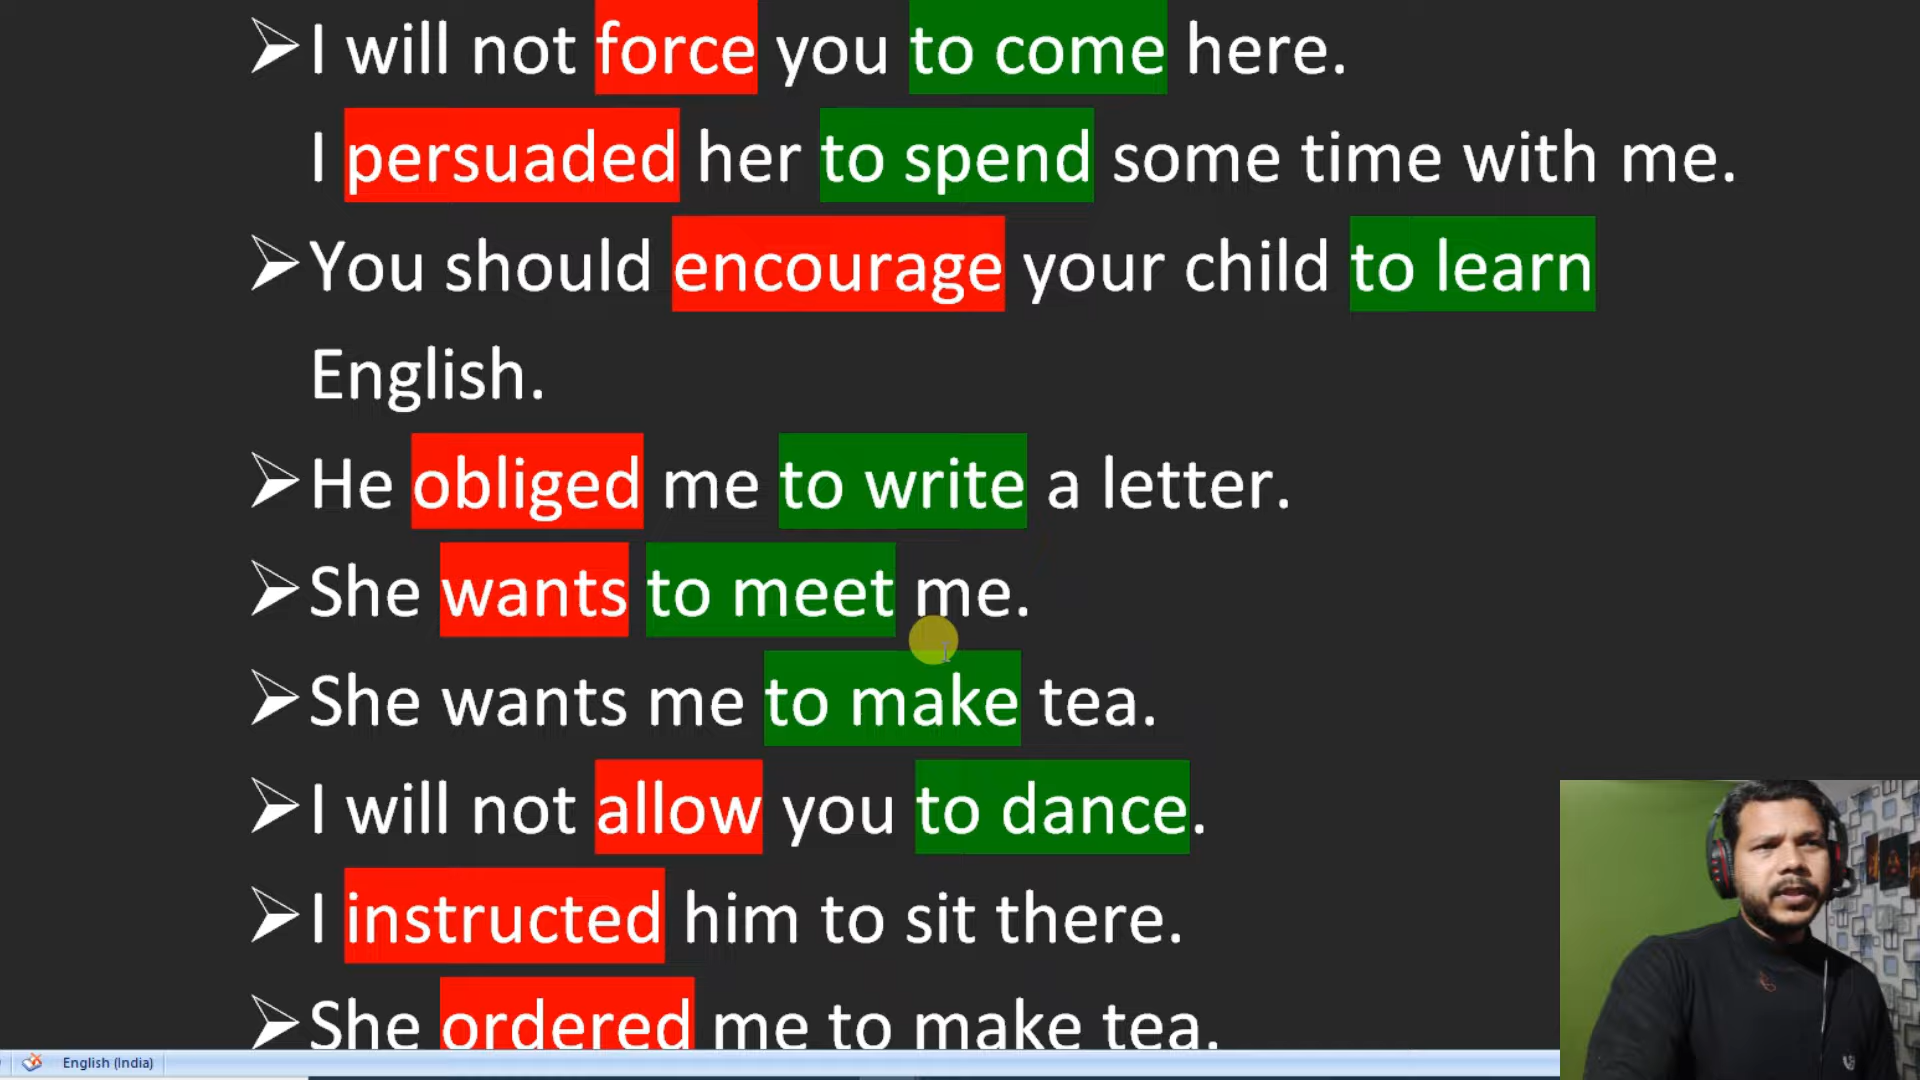 ➢I will not force you to come here.
I persuaded her to spend some time with me.
➢You should encourage your child to learn
English.
➢He obliged me to write a letter.
➢She wants to meet me.
➢She wants me to make tea.
➢I will not allow you to dance.
➢I instructed him to sit there.
➢She ordered me to make tea.
English (India)